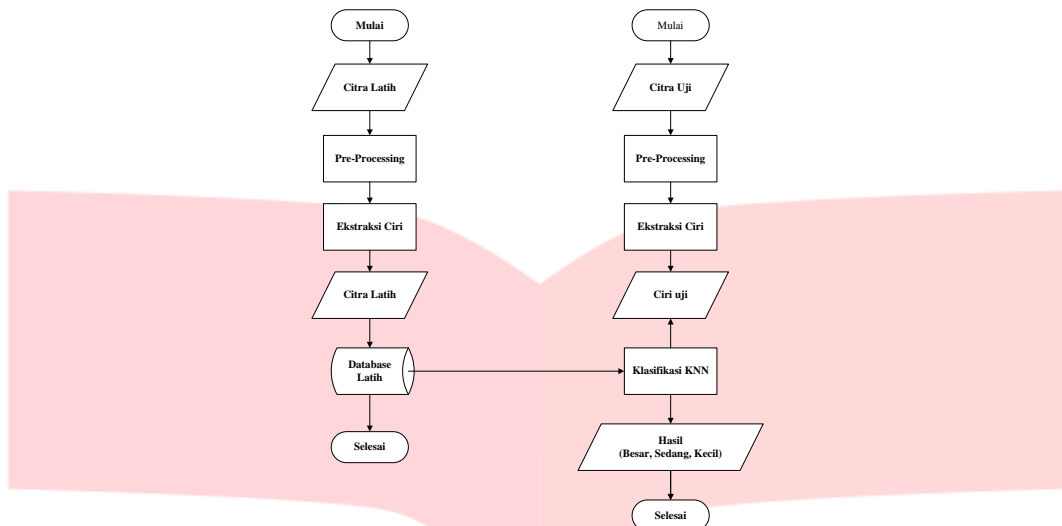 Mulai
Citra Latih
Pre-Processing
Ekstraksi Ciri
Citra Latih
Database
Latih
Selesai
Mulai
Citra Uji
Pre-Processing
Ekstraksi Ciri
Ciri uji
Klasifikasi KNN
Hasil
(Besar, Sedang, Kecil)
Selesai